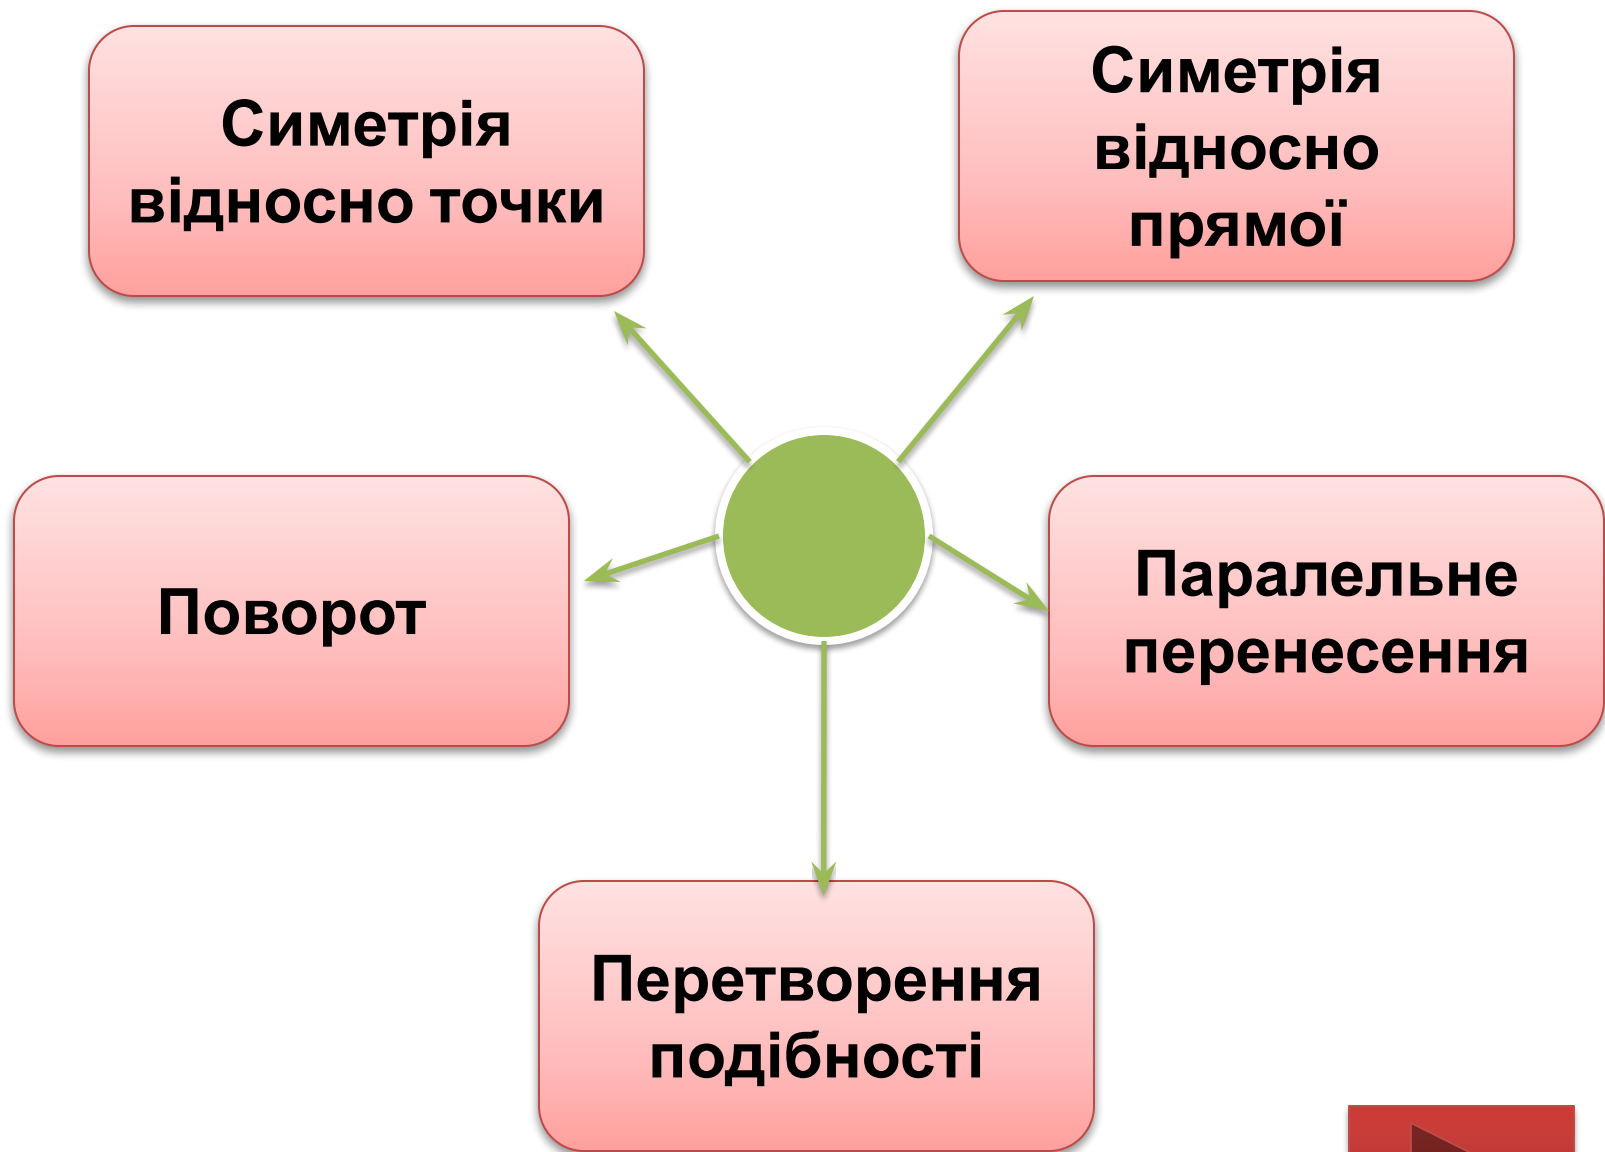 Симетрія
відносно точки
Симетрія
відносно
прямої
Поворот
Паралельне
перенесення
Перетворення
подібності